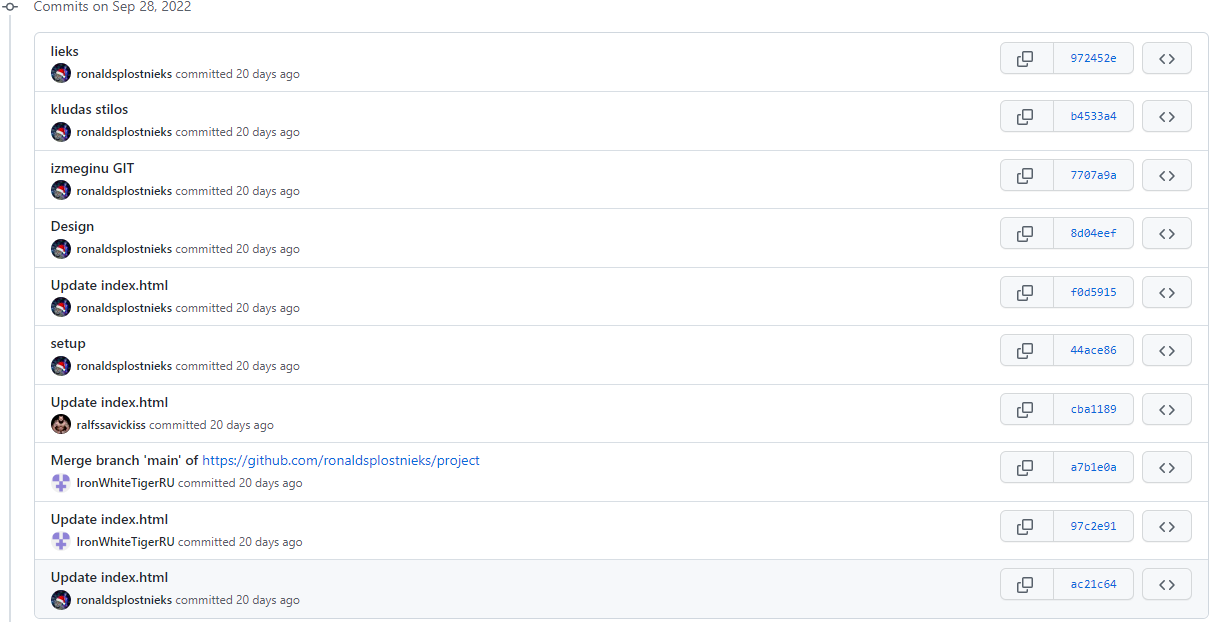 Commits on Sep 28, 2022
lieks
972452e
ronaldsplostnieks committed 20 days ago
kludas stilos
b4533a4
ronaldsplostnieks committed 20 days ago
izmeginu GIT
7707a9a
ronaldsplostnieks committed 20 days ago
Design
8d04eef
ronaldsplostnieks committed 20 days ago
Update index.html
f0d5915
ronaldsplostnieks committed 20 days ago
setup
44ace86
ronaldsplostnieks committed 20 days ago
Update index.html
cba1189
ralfssavickiss committed 20 days ago
Merge branch 'main' of https://github.com/ronaldsplostnieks/project
a7b1e0a
IronWhiteTigerRU committed 20 days ago
Update index.html
97c2e91
IronWhiteTigerRU committed 20 days ago
Update index.html
ac21c64
ronaldsplostnieks committed 20 days ago